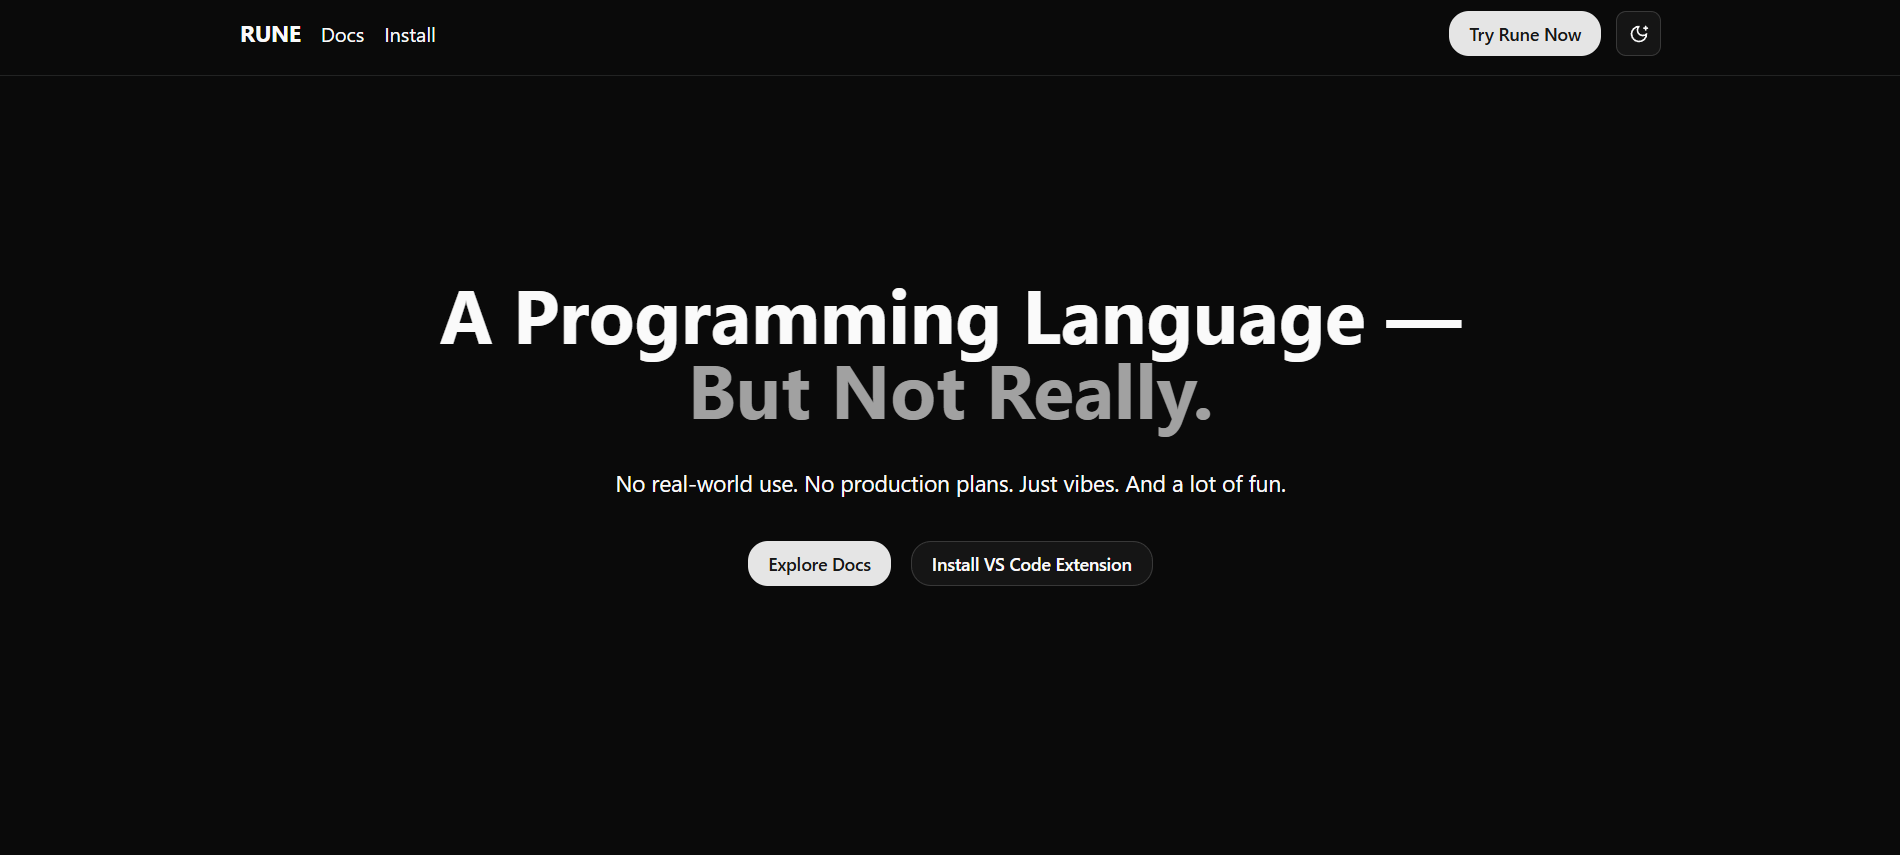 RUNE Docs Install Try Rune Now
A Programming Language —
But Not Really.
No real-world use. No production plans. Just vibes. And a lot of fun.
Explore Docs Install VS Code Extension